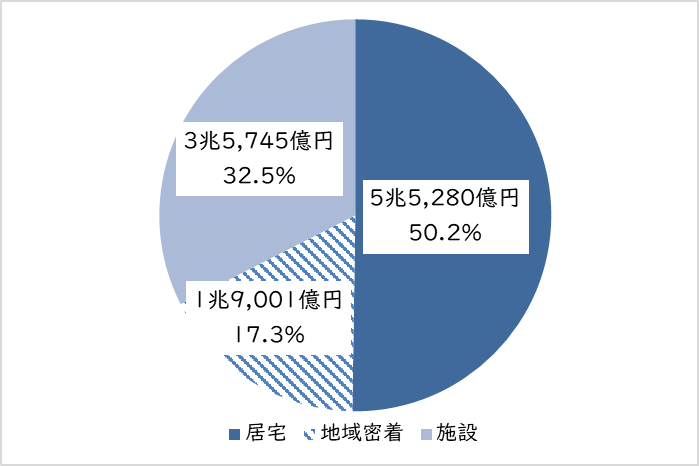 3兆5,745億円
32.5%
5兆5,280億円
50.2%
1兆9,001億円
17.3%
居宅 地域密着 施設